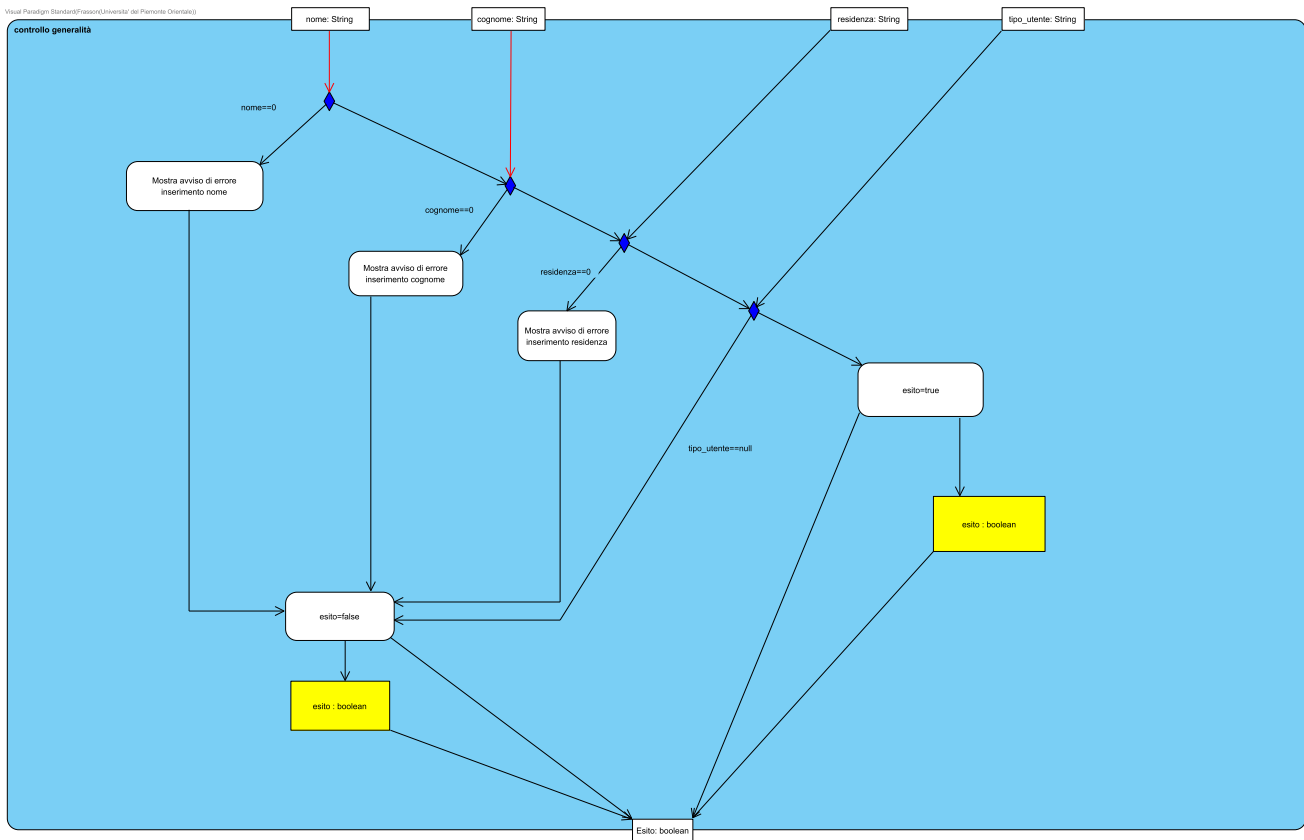 Visual Paradigm Standard(Frasson(Universita' del Piemonte Orientale))
nome: String
cognome: String
residenza: String
tipo_utente: String
controllo generalità
nome==0
Mostra avviso di errore
inserimento nome
cognome==0
Mostra avviso di errore
inserimento cognome
residenza==0
Mostra avviso di errore
inserimento residenza
esito=true
tipo_utente==null
esito : boolean
esito=false
esito : boolean
Esito: boolean